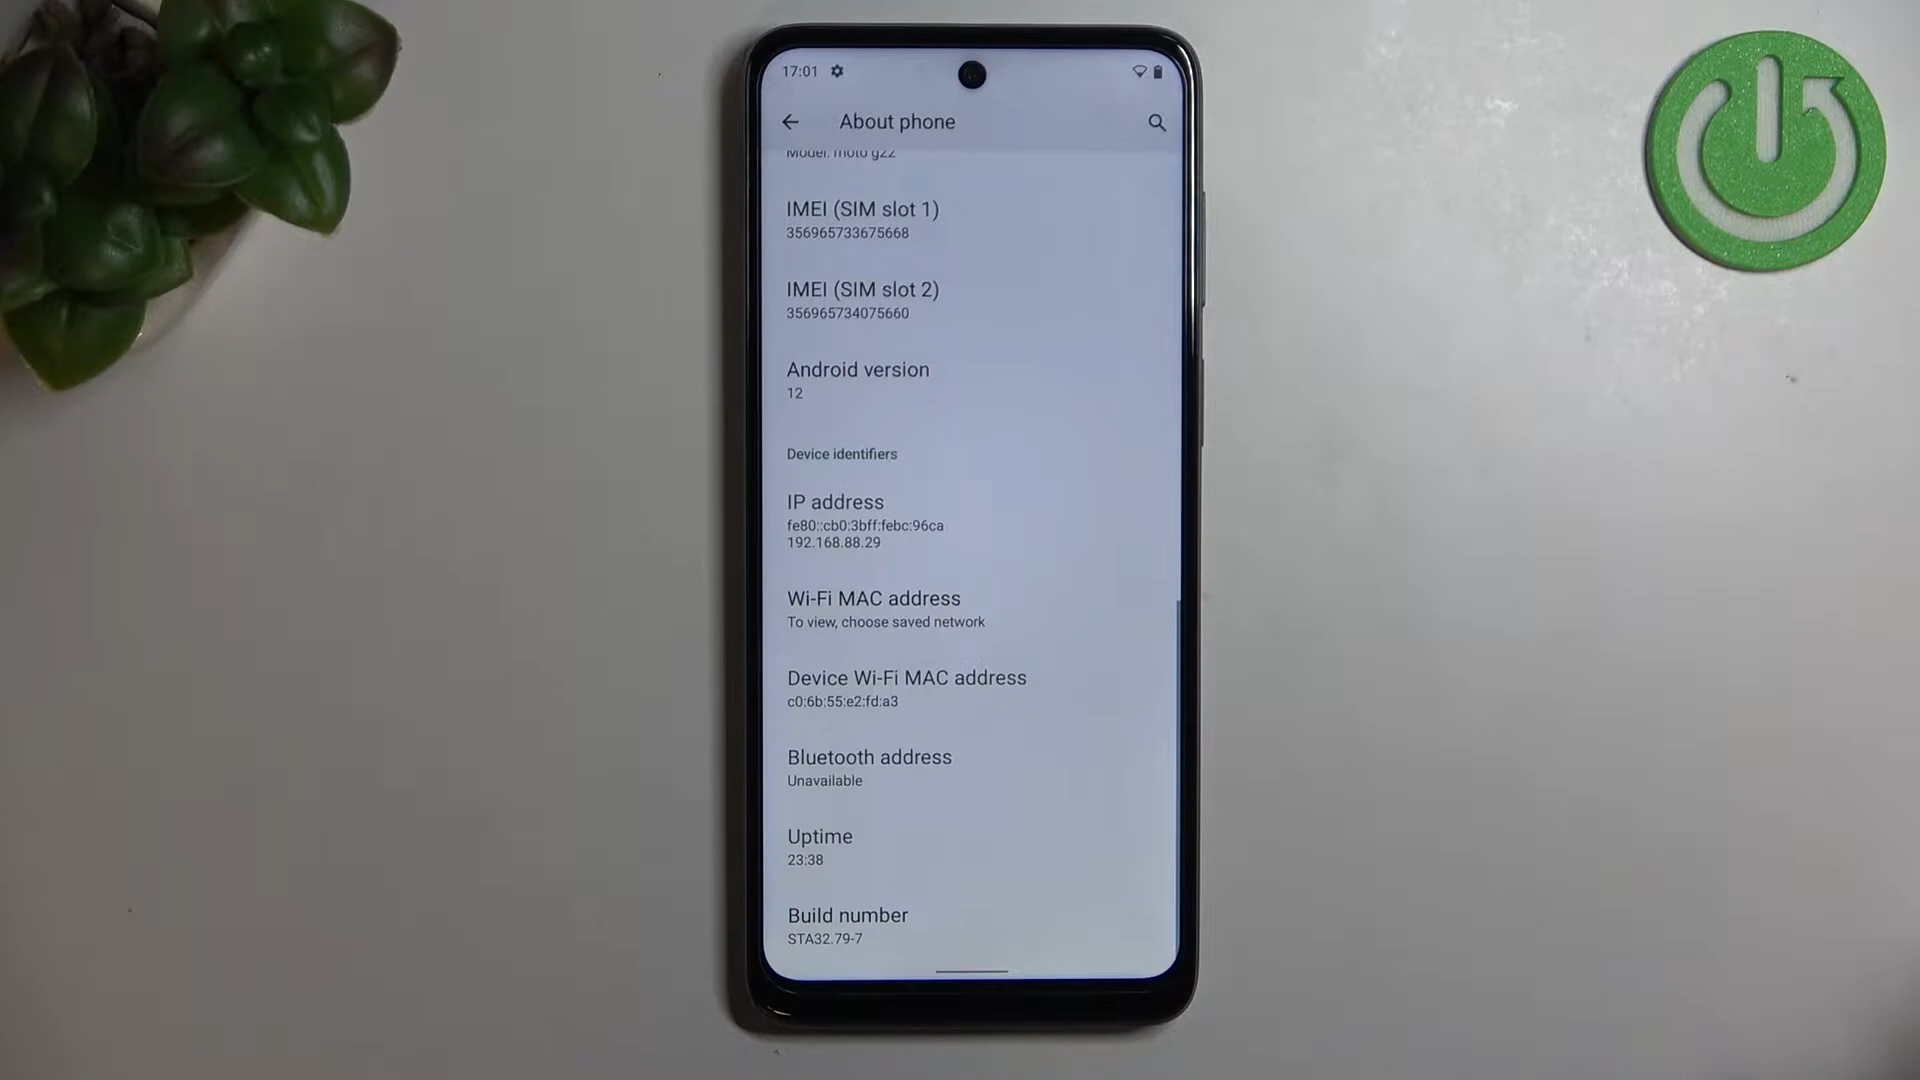 17:01
About phone
Model: moto g22
IMEI (SIM slot 1)
356965733675668
IMEI (SIM slot 2)
356965734075660
Android version
12
Device identifiers
IP address
fe80::cb0:3bff:febc:96ca
192.168.88.29
Wi-Fi MAC address
To view, choose saved network
Device Wi-Fi MAC address
c0:6b:55:e2:fd:a3
Bluetooth address
Unavailable
Uptime
23:38
Build number
STA32.79-7